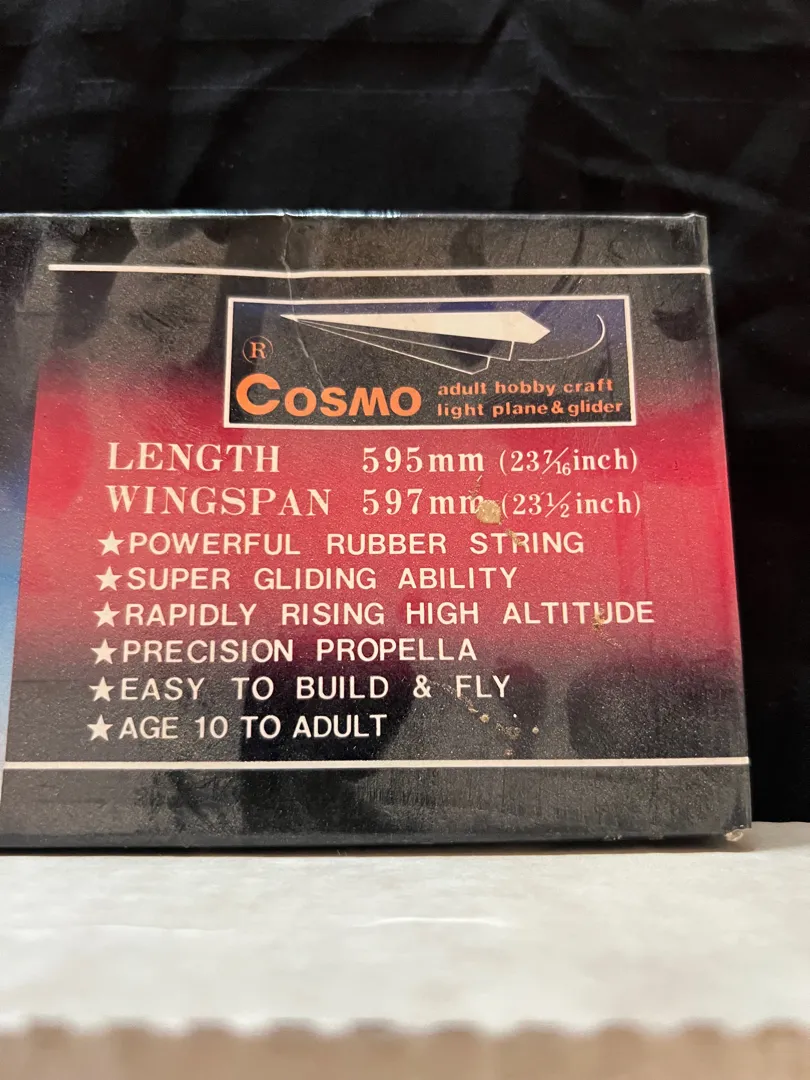 ®
COSMO
adult hobby craft
light plane & glider
LENGTH 595mm (23 7/16 inch)
WINGSPAN 597mm (23 1/2 inch)
★POWERFUL RUBBER STRING
★SUPER GLIDING ABILITY
★RAPIDLY RISING HIGH ALTITUDE
★PRECISION PROPELLA
★EASY TO BUILD & FLY
★AGE 10 TO ADULT